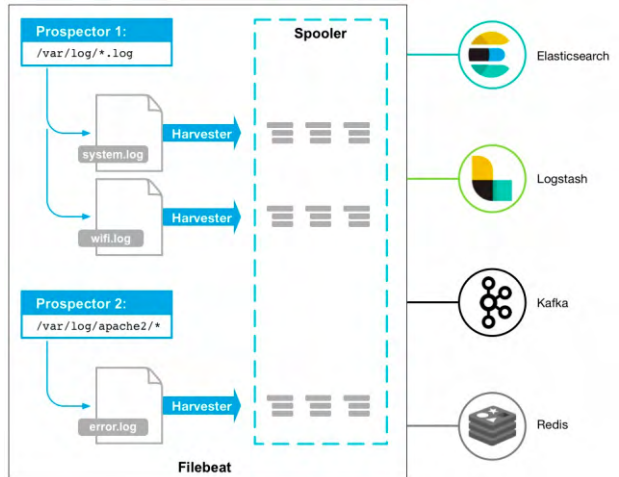 Prospector 1:
/var/log/*.log
Spooler
system.log
Harvester
wifi.log
Harvester
Prospector 2:
/var/log/apache2/*
error.log
Harvester
Filebeat
Elasticsearch
Logstash
Kafka
Redis